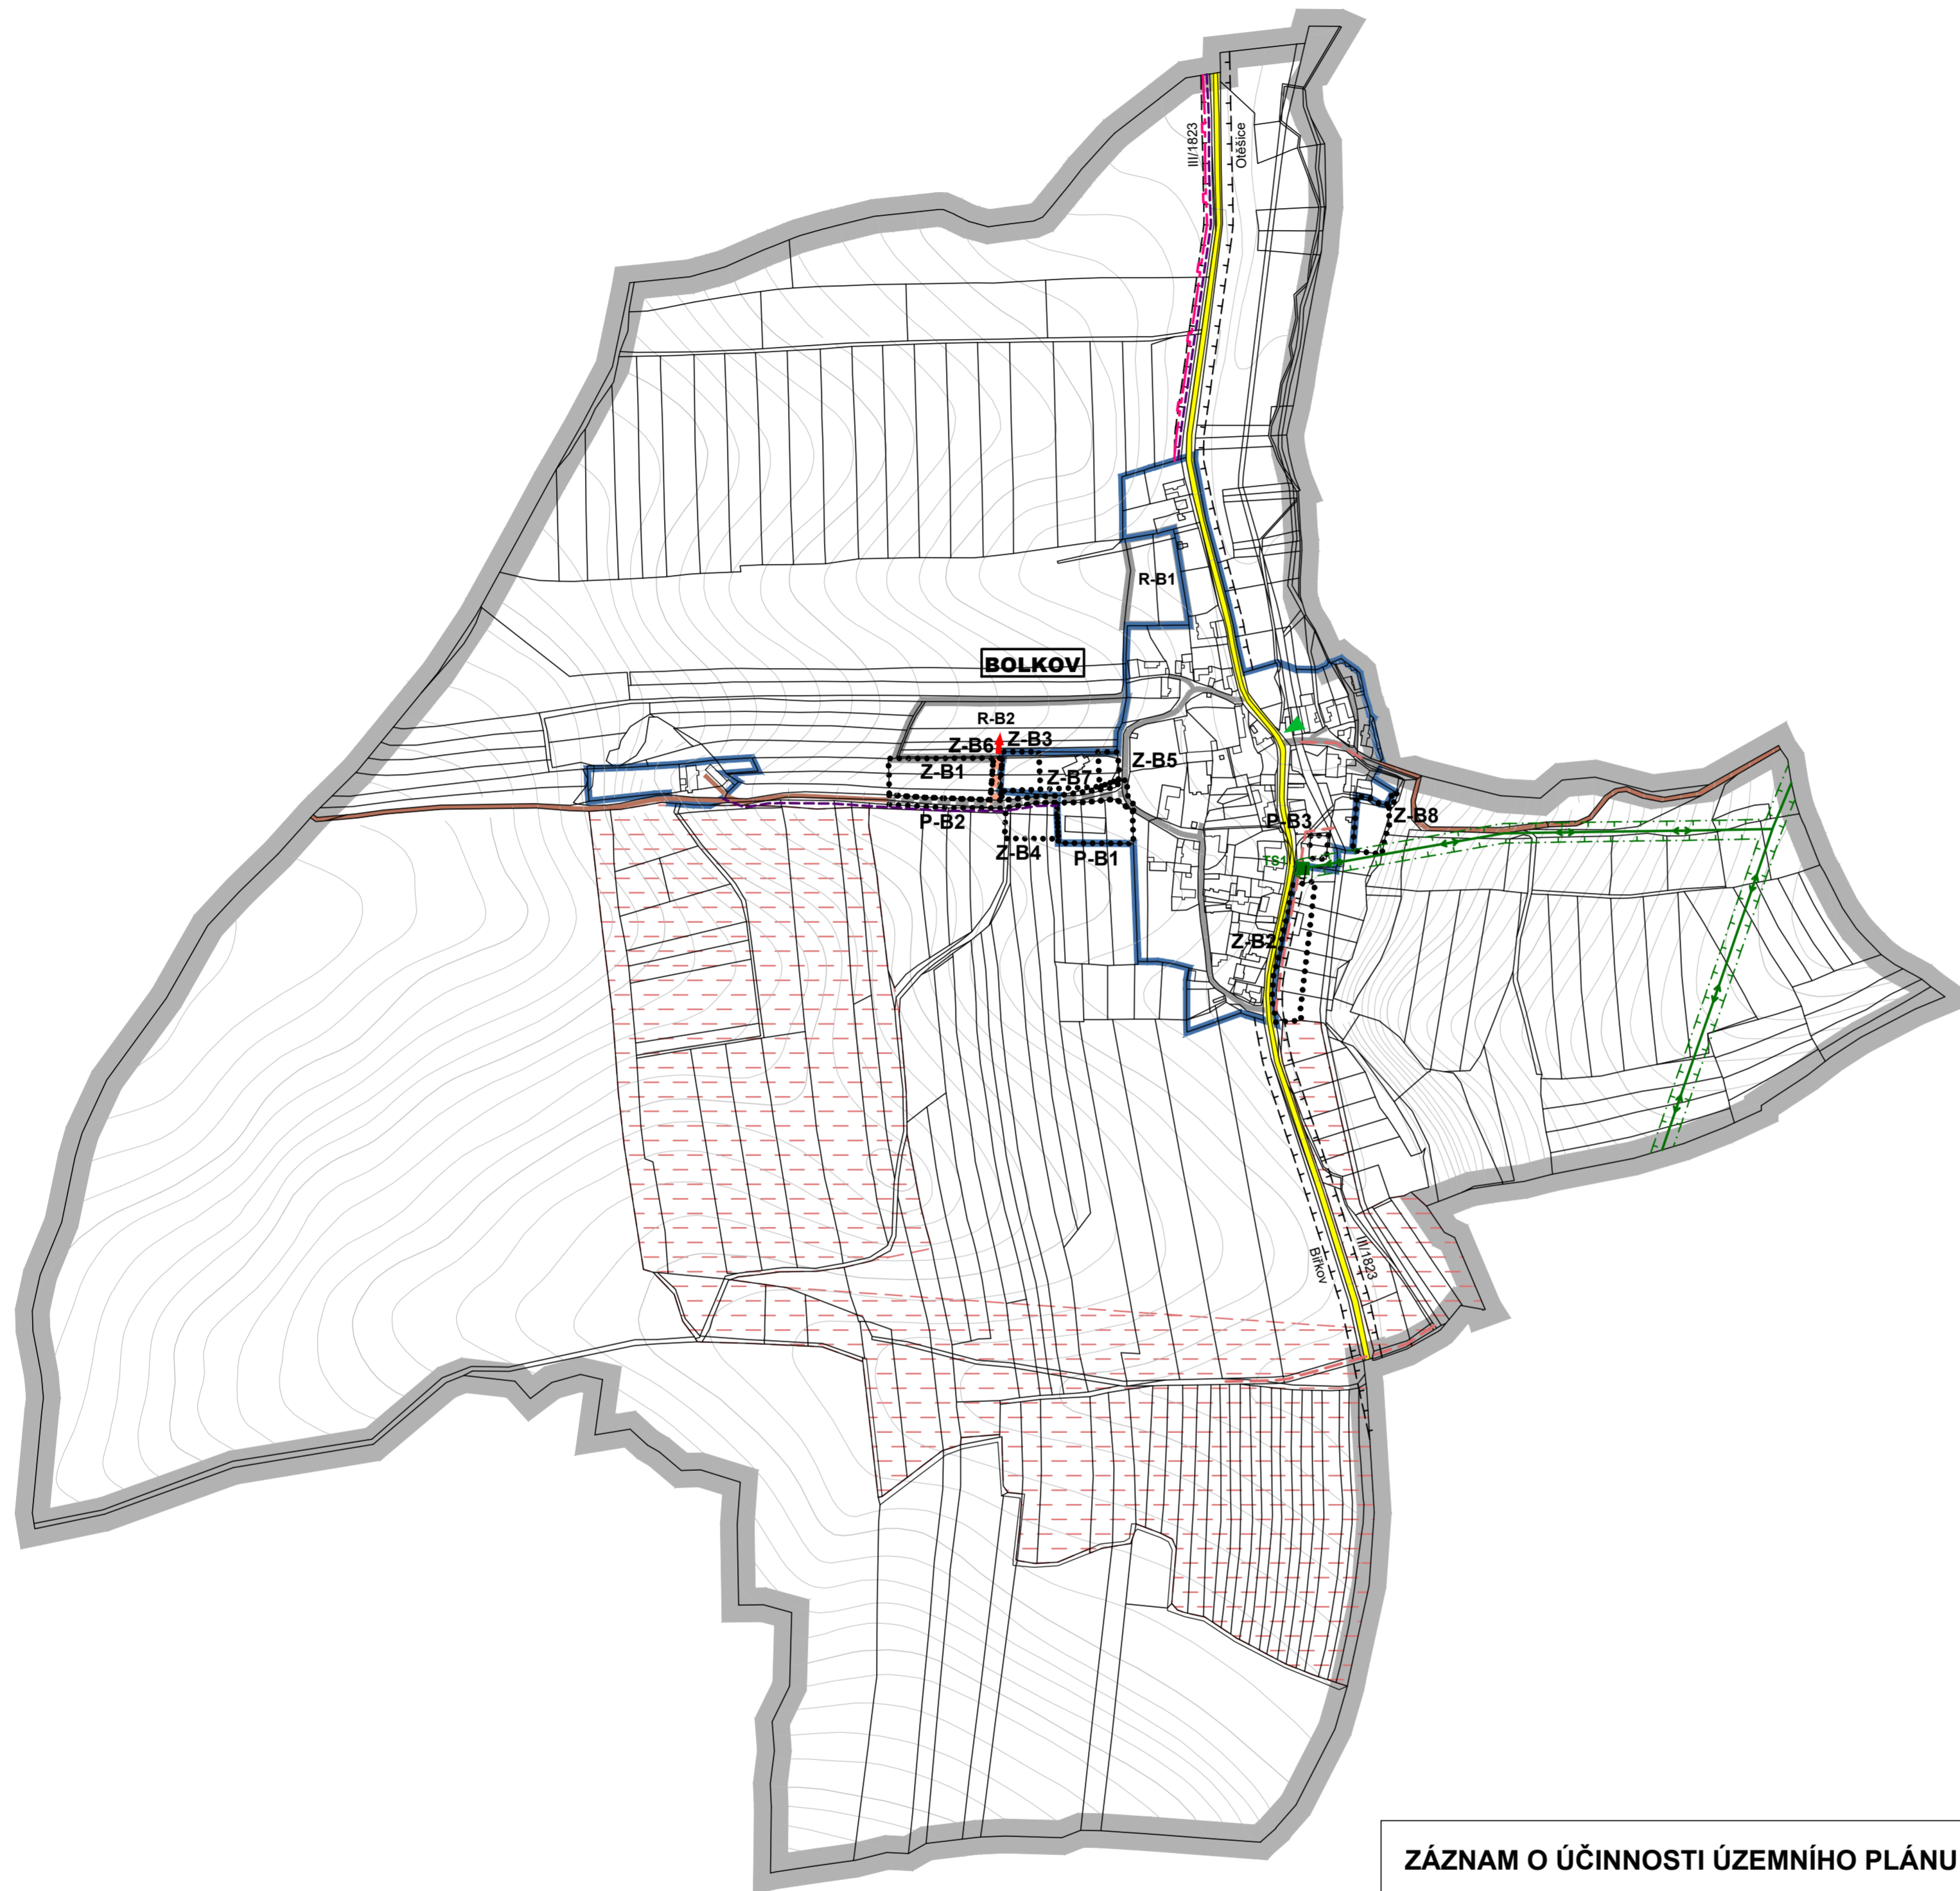 III/1823
Otěšice
R-B1
BOLKOV
R-B2
Z-B6
Z-B3
Z-B1
Z-B7
Z-B5
P-B2
P-B3
Z-B8
Z-B4
P-B1
TS1
Z-B2
Biřkov
III/1823
ZÁZNAM O ÚČINNOSTI ÚZEMNÍHO PLÁNU